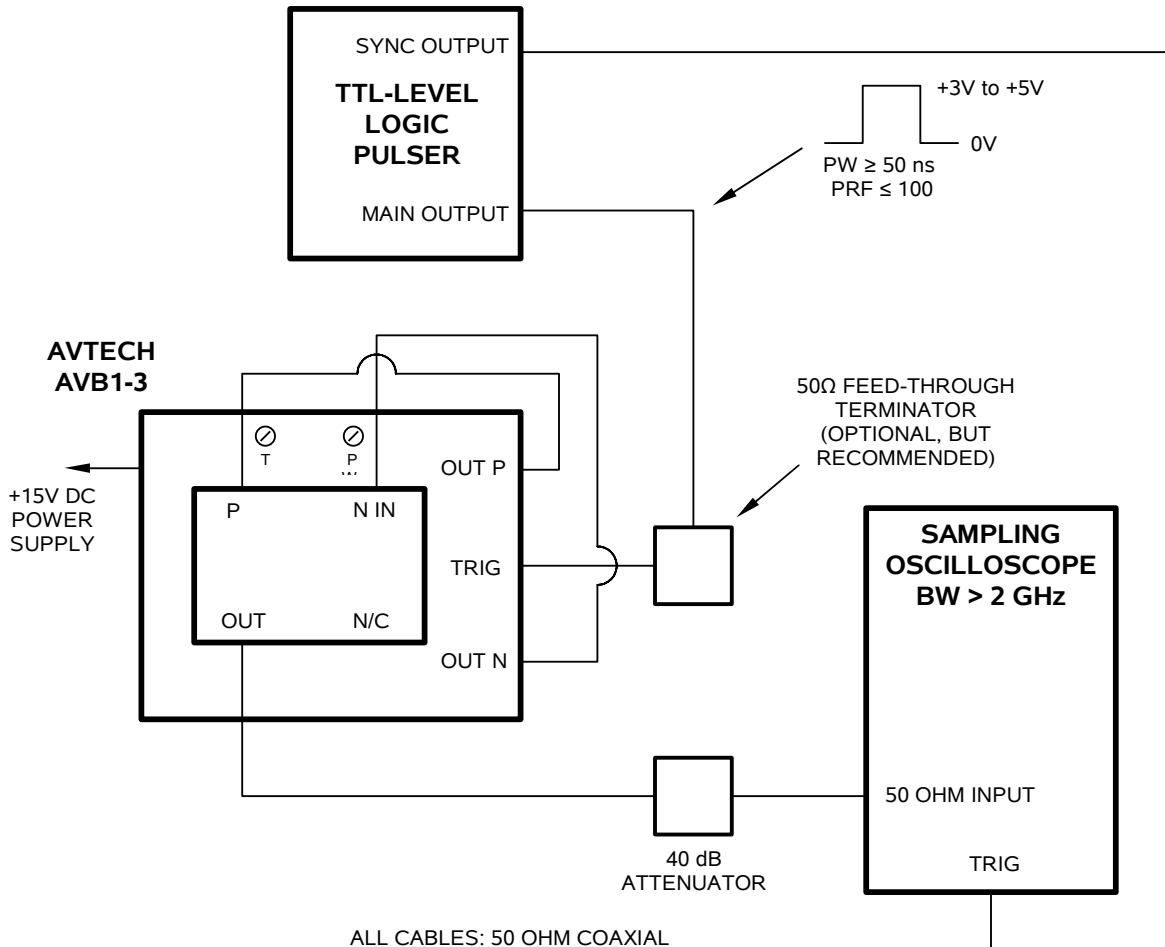 SYNC OUTPUT
TTL-LEVEL
LOGIC
PULSER
MAIN OUTPUT
+3V to +5V
0V
PW ≥ 50 ns
PRF ≤ 100
AVTECH
AVB1-3
50Ω FEED-THROUGH
TERMINATOR
(OPTIONAL, BUT
RECOMMENDED)
T
P
+15V DC
POWER
SUPPLY
OUT P
P
N IN
TRIG
OUT
N/C
OUT N
SAMPLING
OSCILLOSCOPE
BW > 2 GHz
50 OHM INPUT
TRIG
40 dB
ATTENUATOR
ALL CABLES: 50 OHM COAXIAL